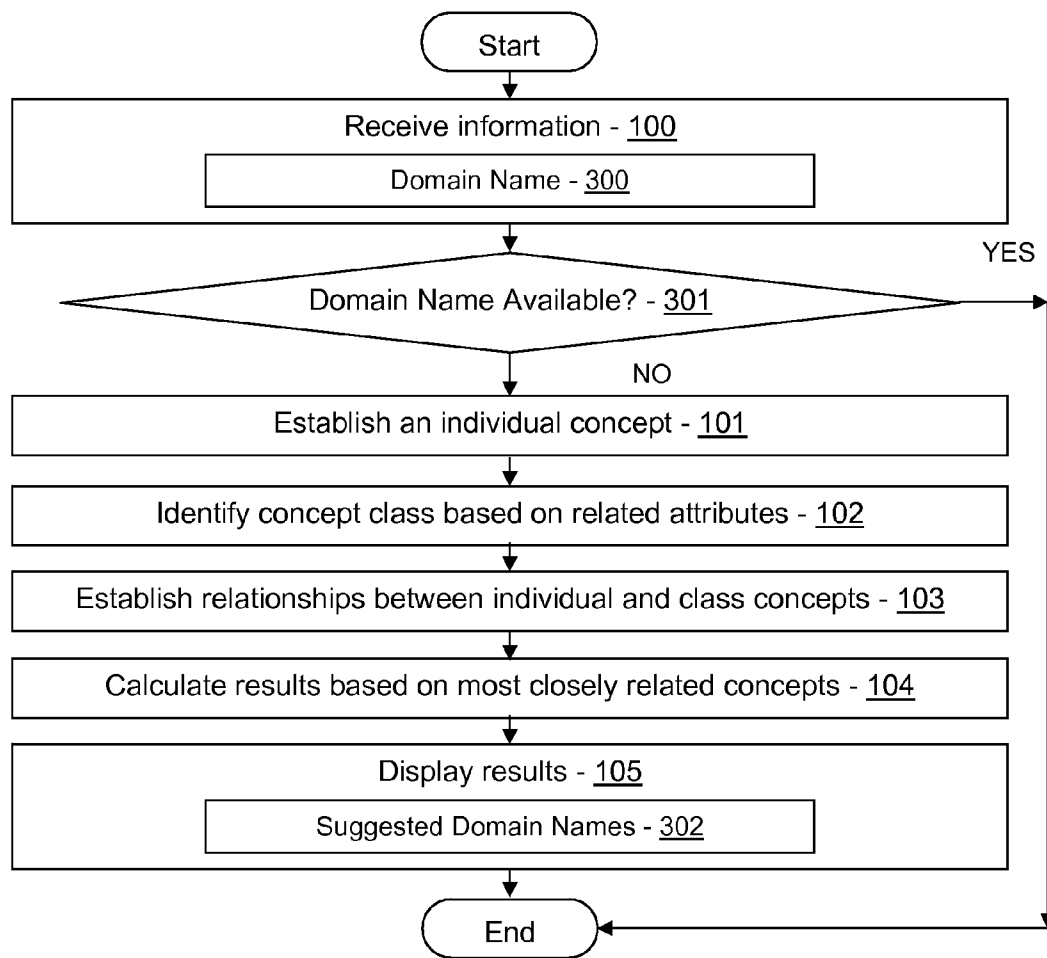 Start
Receive information - 100
Domain Name - 300
YES
Domain Name Available? - 301
NO
Establish an individual concept - 101
Identify concept class based on related attributes - 102
Establish relationships between individual and class concepts - 103
Calculate results based on most closely related concepts - 104
Display results - 105
Suggested Domain Names - 302
End